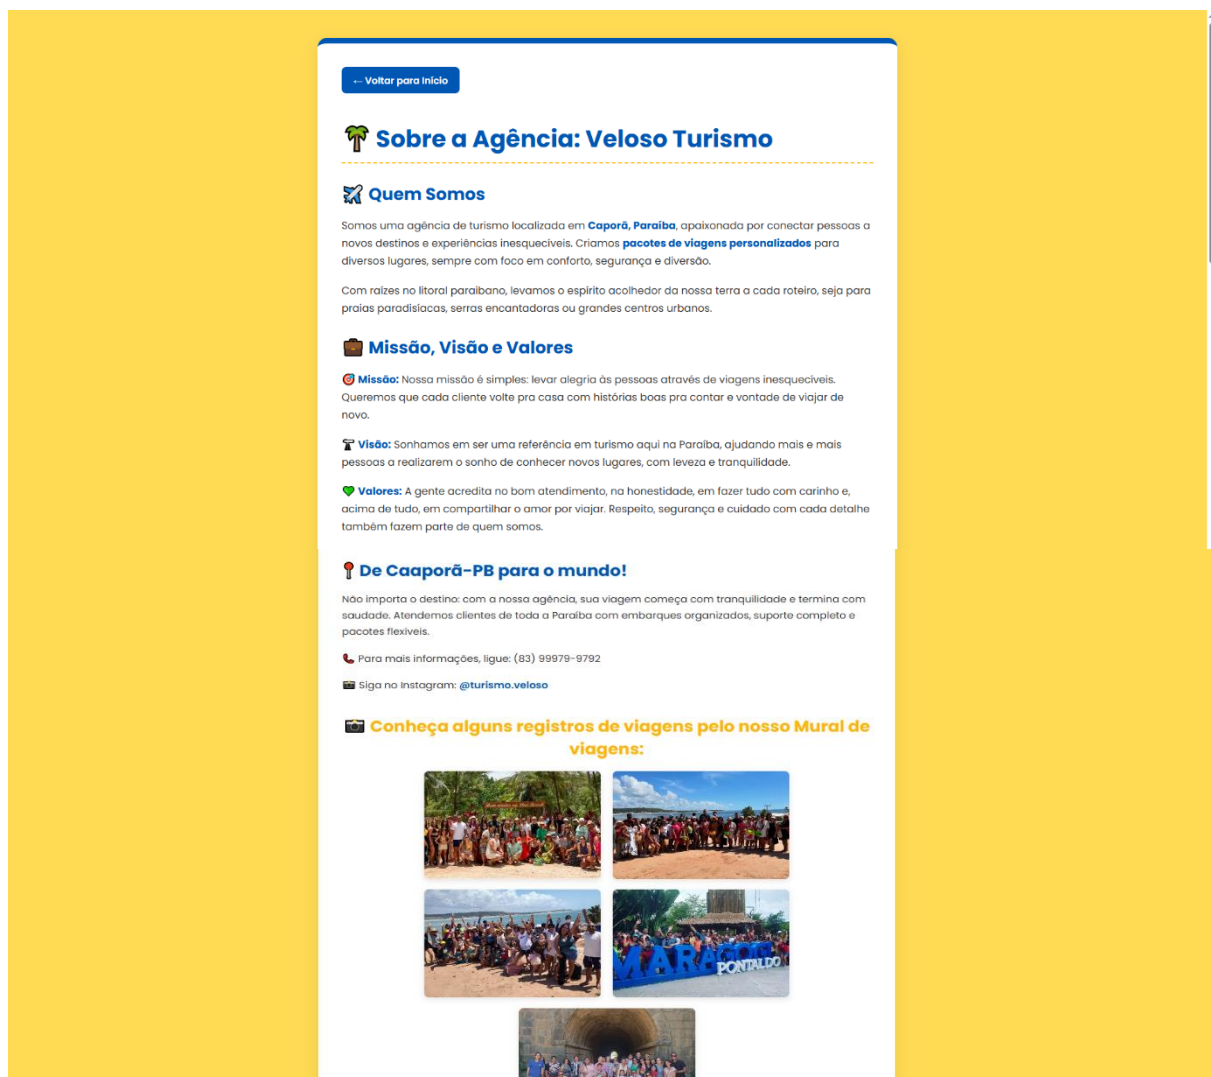 ← Voltar para Início
Sobre a Agência: Veloso Turismo
Quem Somos
Somos uma agência de turismo localizada em Caporã, Paraíba, apaixonada por conectar pessoas a
novos destinos e experiências inesquecíveis. Criamos pacotes de viagens personalizados para
diversos lugares, sempre com foco em conforto, segurança e diversão.
Com raízes no litoral paraibano, levamos o espírito acolhedor da nossa terra a cada roteiro, seja para
praias paradisíacas, serras encantadoras ou grandes centros urbanos.
Missão, Visão e Valores
Missão: Nossa missão é simples: levar alegria às pessoas através de viagens inesquecíveis.
Queremos que cada cliente volte pra casa com histórias boas pra contar e vontade de viajar de
novo.
Visão: Sonhamos em ser uma referência em turismo aqui na Paraíba, ajudando mais e mais
pessoas a realizarem o sonho de conhecer novos lugares, com leveza e tranquilidade.
Valores: A gente acredita no bom atendimento, na honestidade, em fazer tudo com carinho e,
acima de tudo, em compartilhar o amor por viajar. Respeito, segurança e cuidado com cada detalhe
também fazem parte de quem somos.
De Caaporã-PB para o mundo!
Não importa o destino: com a nossa agência, sua viagem começa com tranquilidade e termina com
saudade. Atendemos clientes de toda a Paraíba com embarques organizados, suporte completo e
pacotes flexíveis.
Para mais informações, ligue: (83) 99979-9792
Siga no Instagram: @turismo.veloso
Conheça alguns registros de viagens pelo nosso Mural de
viagens:
MARAGOGI
PONTAL DO